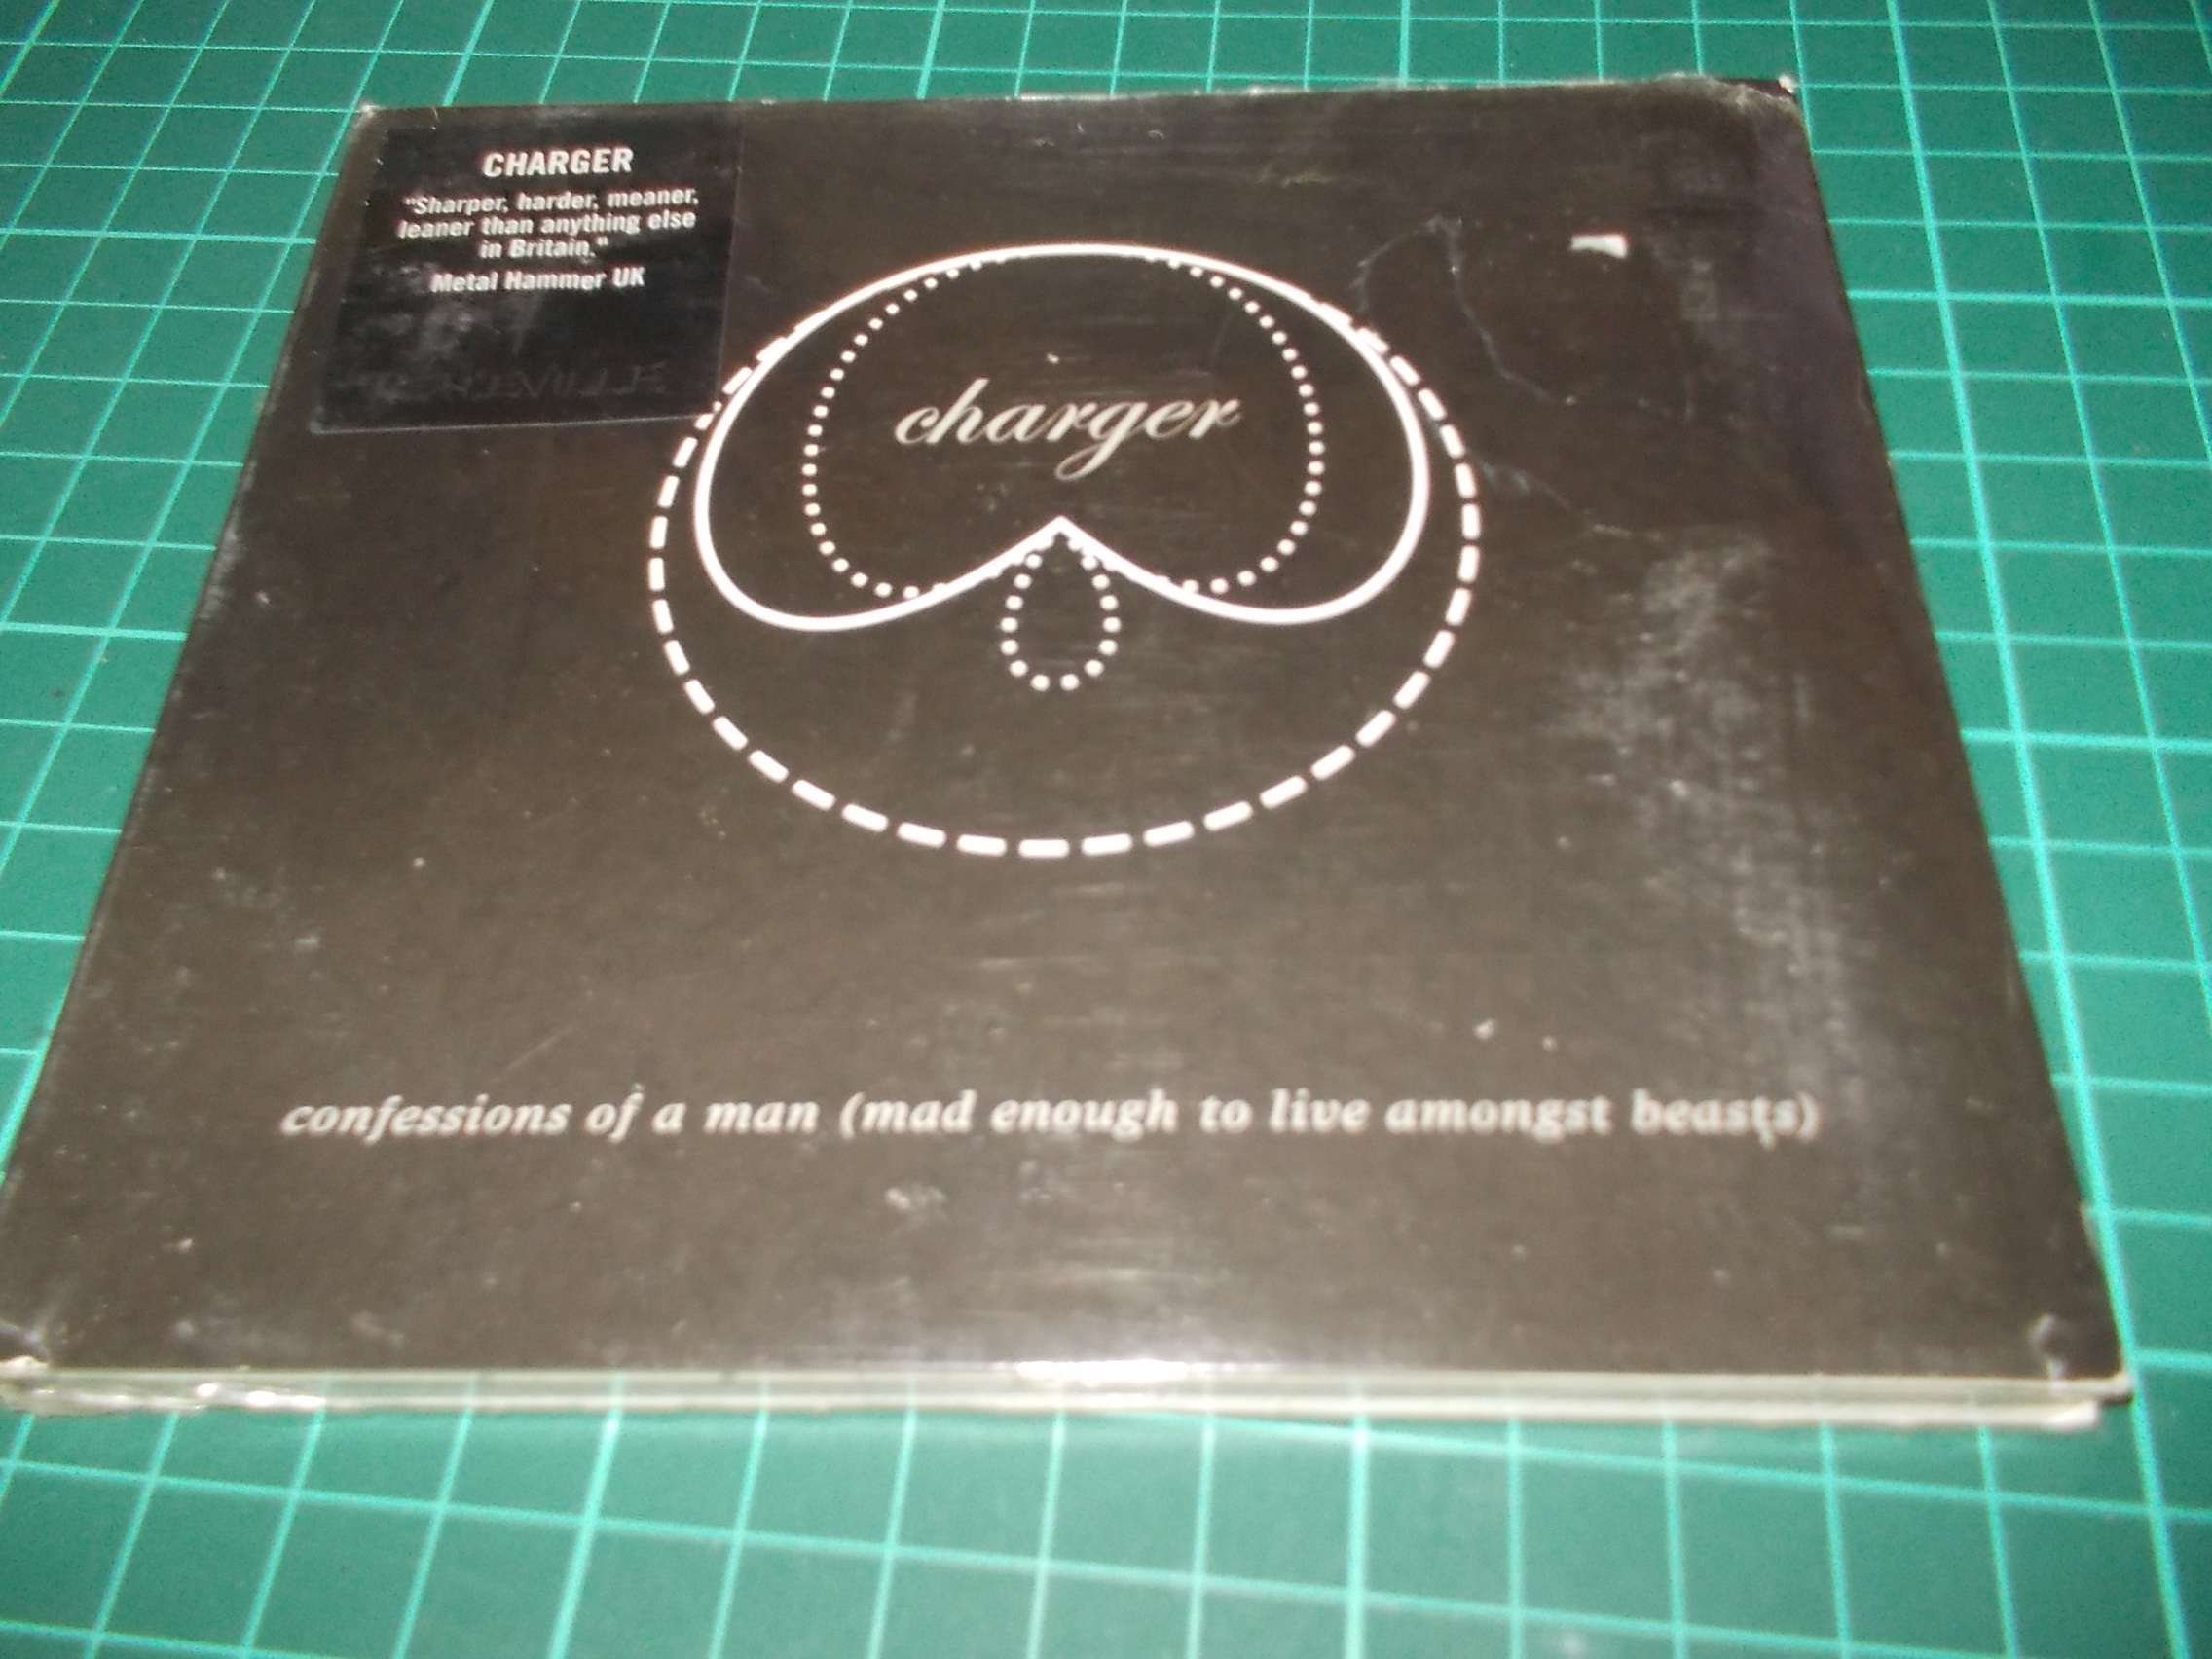 CHARGER
"Sharper, harder, meaner,
leaner than anything else
in Britain."
Metal Hammer UK
charger
confessions of a man (mad enough to live amongst beasts)